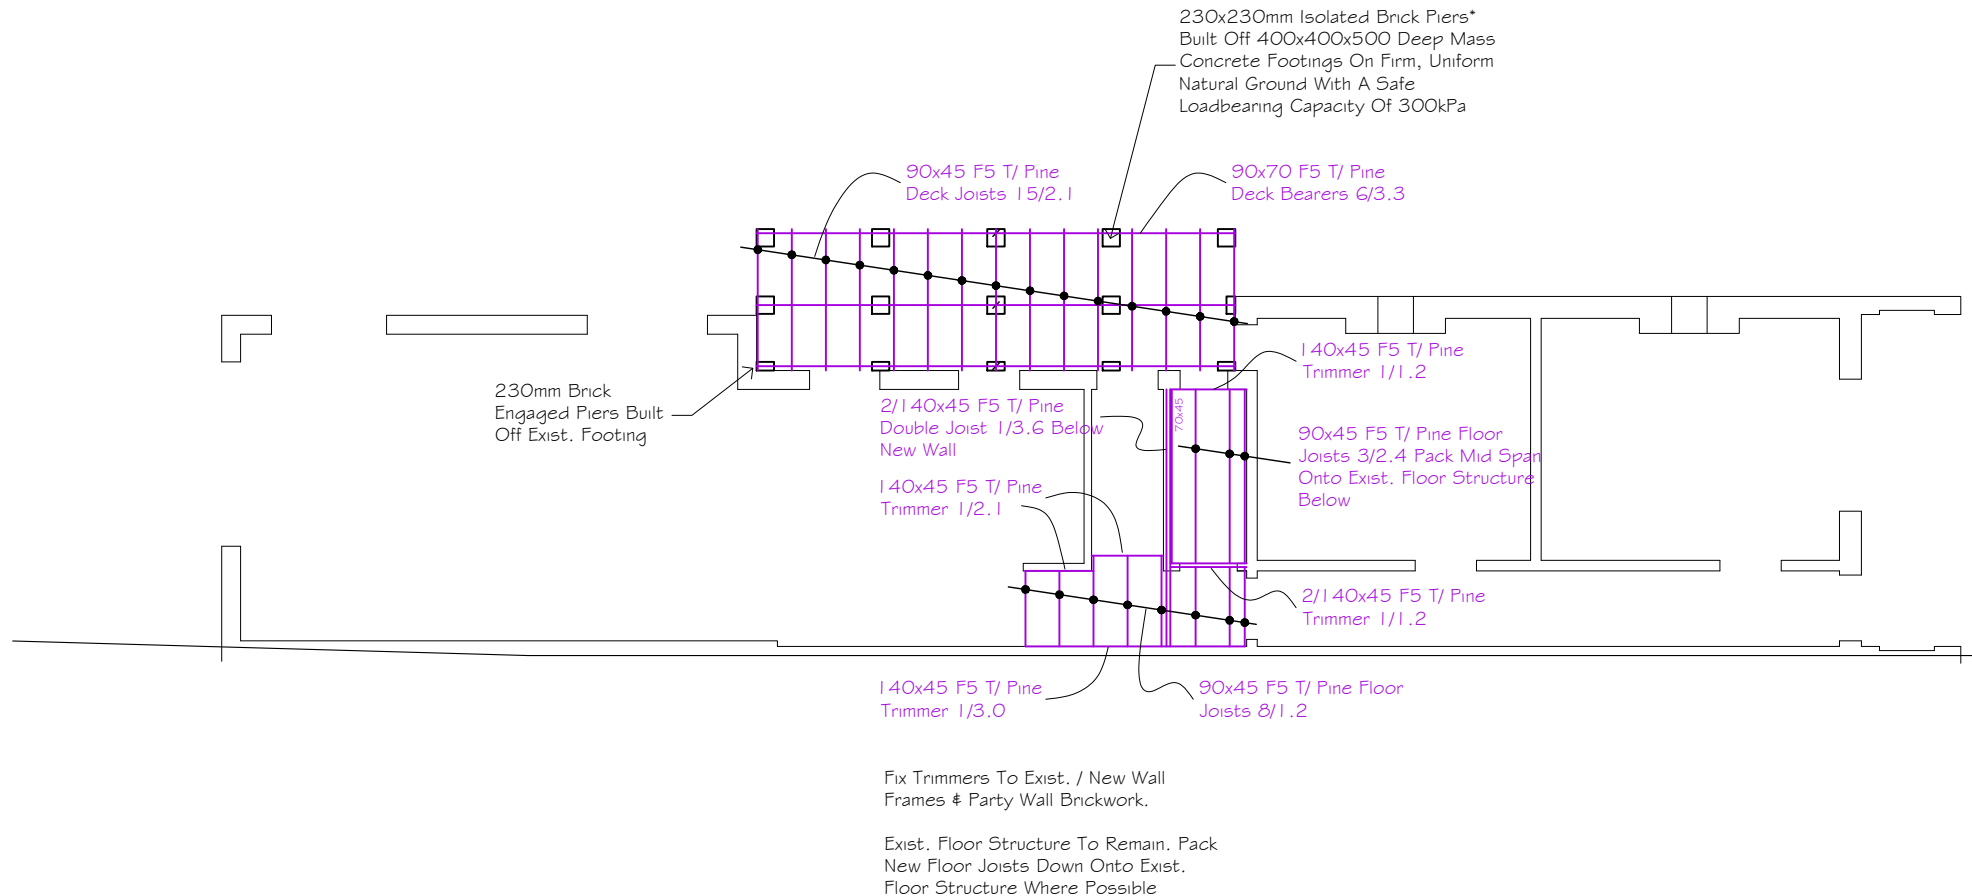 230x230mm Isolated Brick Piers*
Built Off 400x400x500 Deep Mass
Concrete Footings On Firm, Uniform
Natural Ground With A Safe
Loadbearing Capacity Of 300kPa
90x45 F5 T/ Pine
Deck Joists 15/2.1
90x70 F5 T/ Pine
Deck Bearers 6/3.3
140x45 F5 T/ Pine
Trimmer 1/1.2
230mm Brick
Engaged Piers Built
Off Exist. Footing
2/140x45 F5 T/ Pine
Double Joist 1/3.6 Below
New Wall
70x45
90x45 F5 T/ Pine Floor
Joists 3/2.4 Pack Mid Span
Onto Exist. Floor Structure
Below
140x45 F5 T/ Pine
Trimmer 1/2.1
2/140x45 F5 T/ Pine
Trimmer 1/1.2
140x45 F5 T/ Pine
Trimmer 1/3.0
90x45 F5 T/ Pine Floor
Joists 8/1.2
Fix Trimmers To Exist. / New Wall
Frames & Party Wall Brickwork.
Exist. Floor Structure To Remain. Pack
New Floor Joists Down Onto Exist.
Floor Structure Where Possible